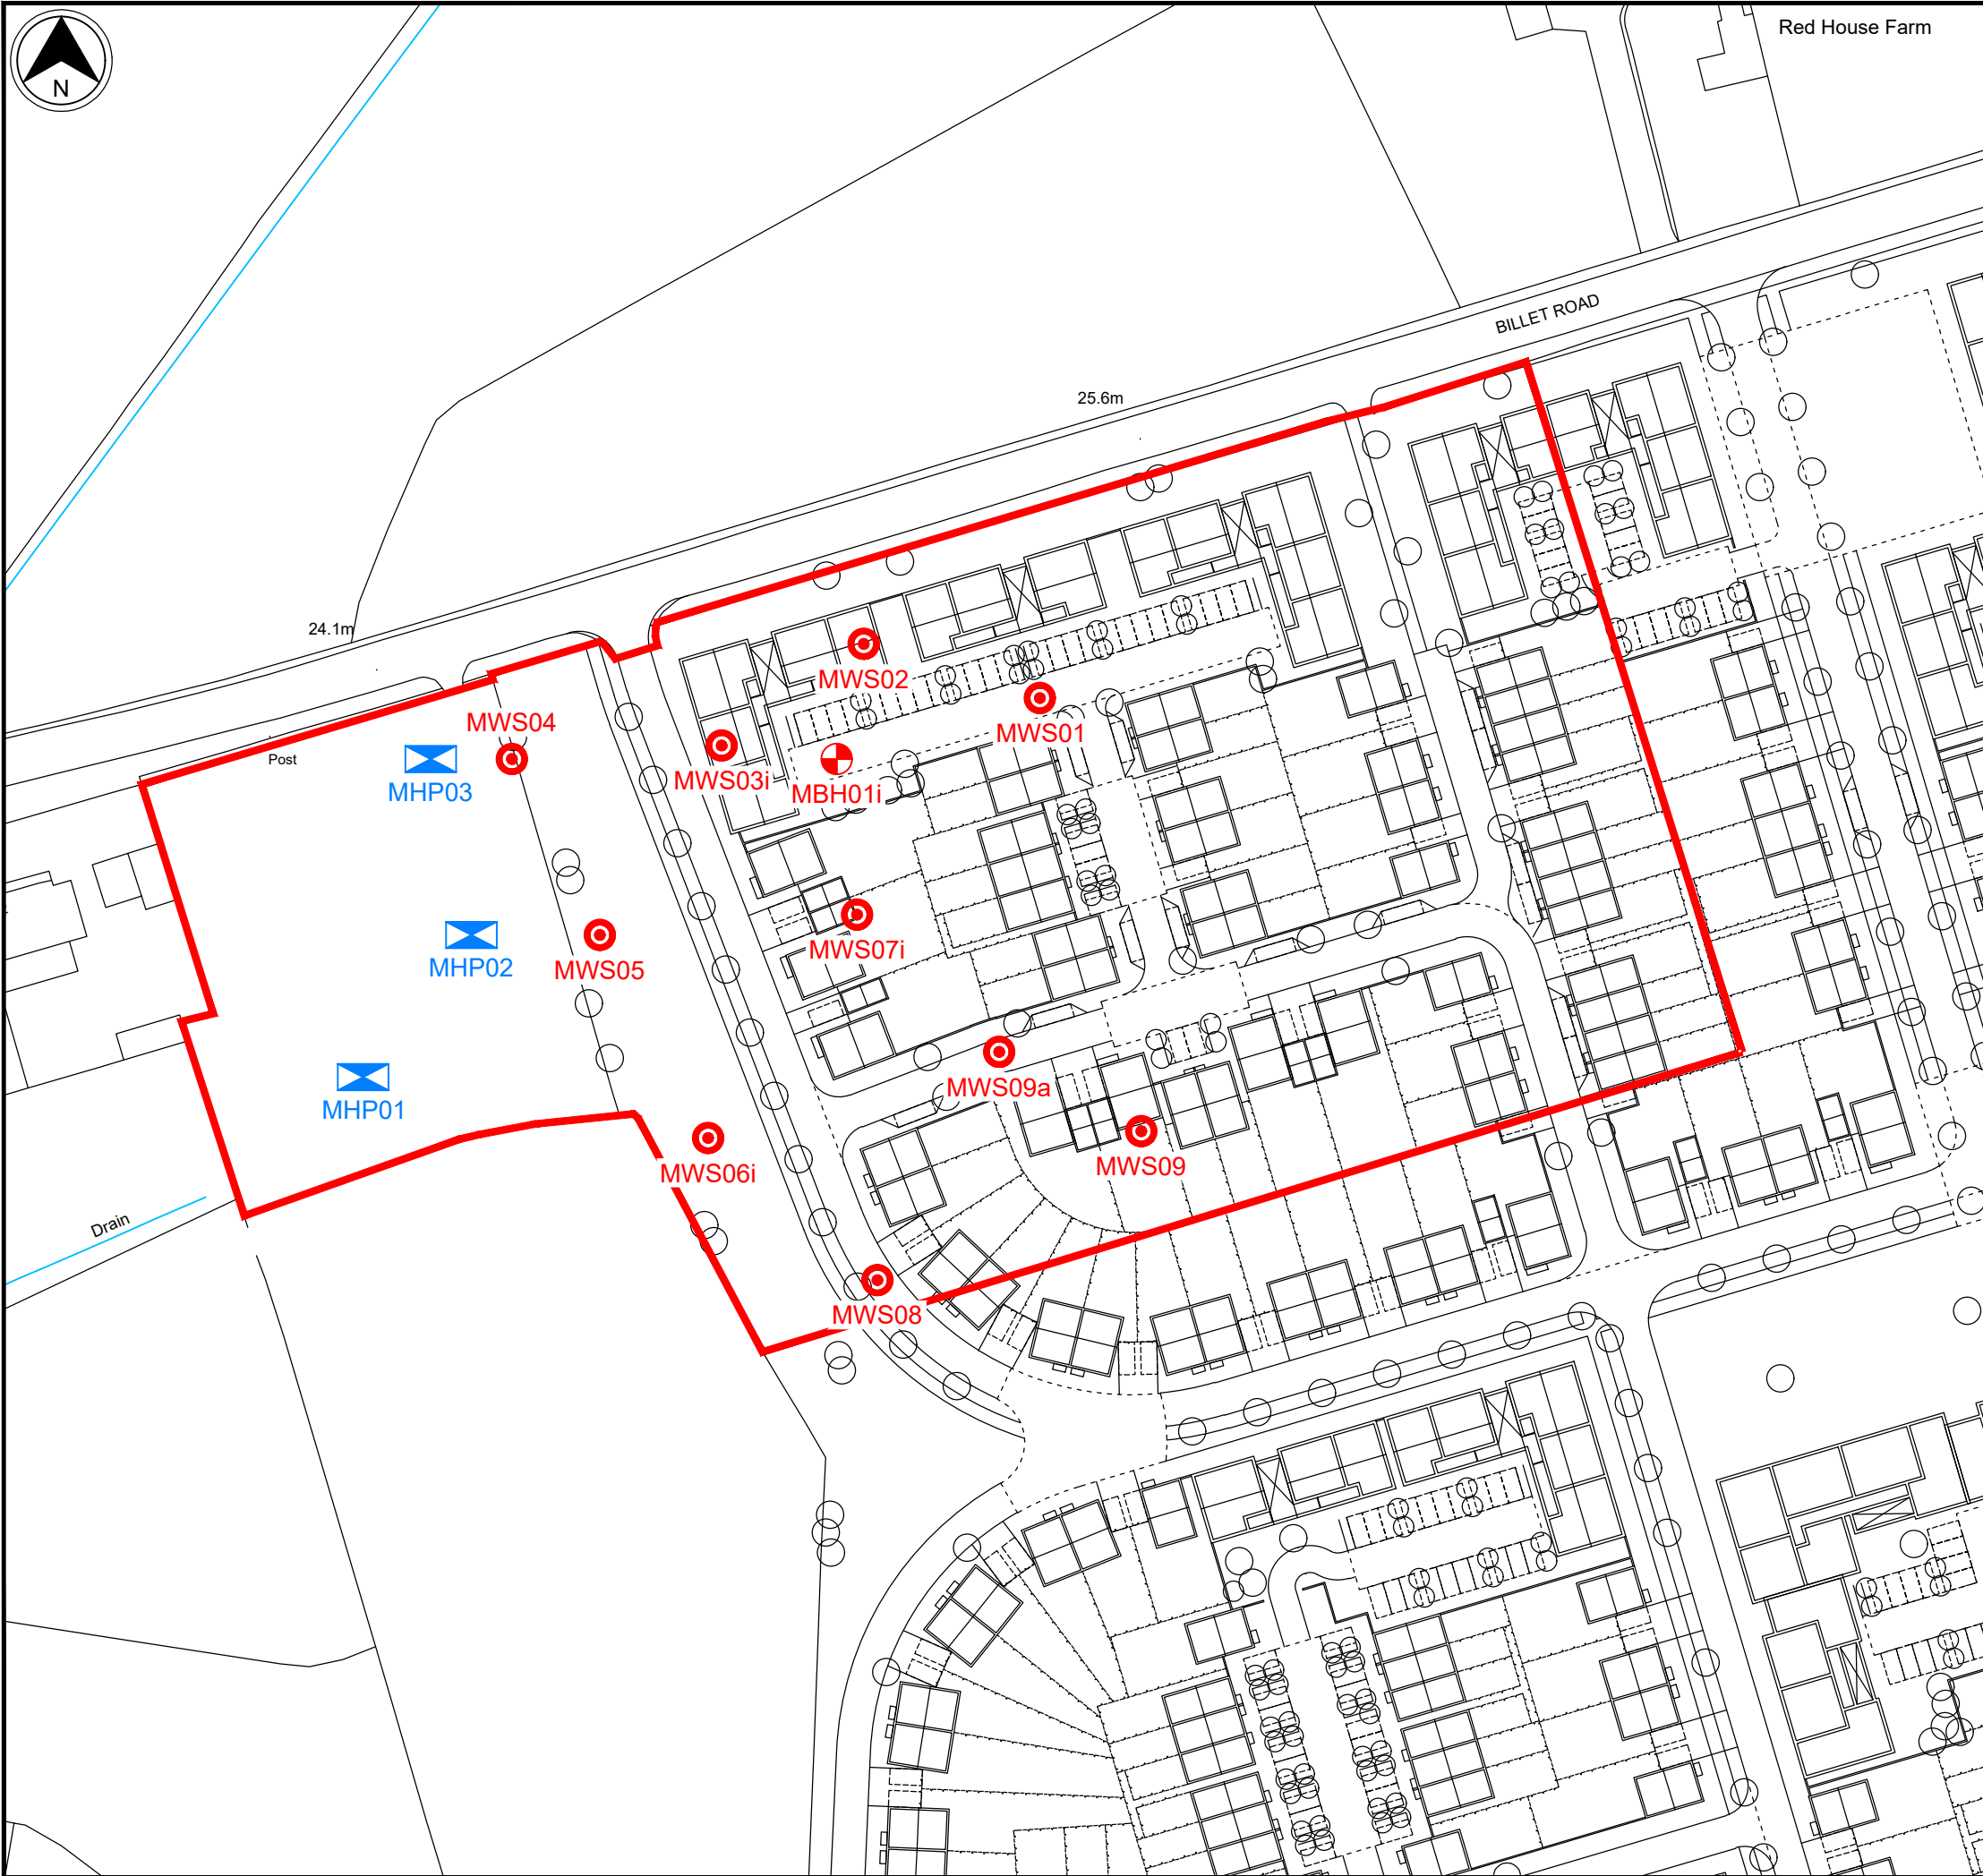 Red House Farm
N
BILLET ROAD
25.6m
24.1m
MWS02
MWS04
MWS01
Post
MWS03i
MHP03
MBH01i
MWS07i
MHP02
MWS05
MWS09a
MHP01
MWS09
MWS06i
Drain
MWS08